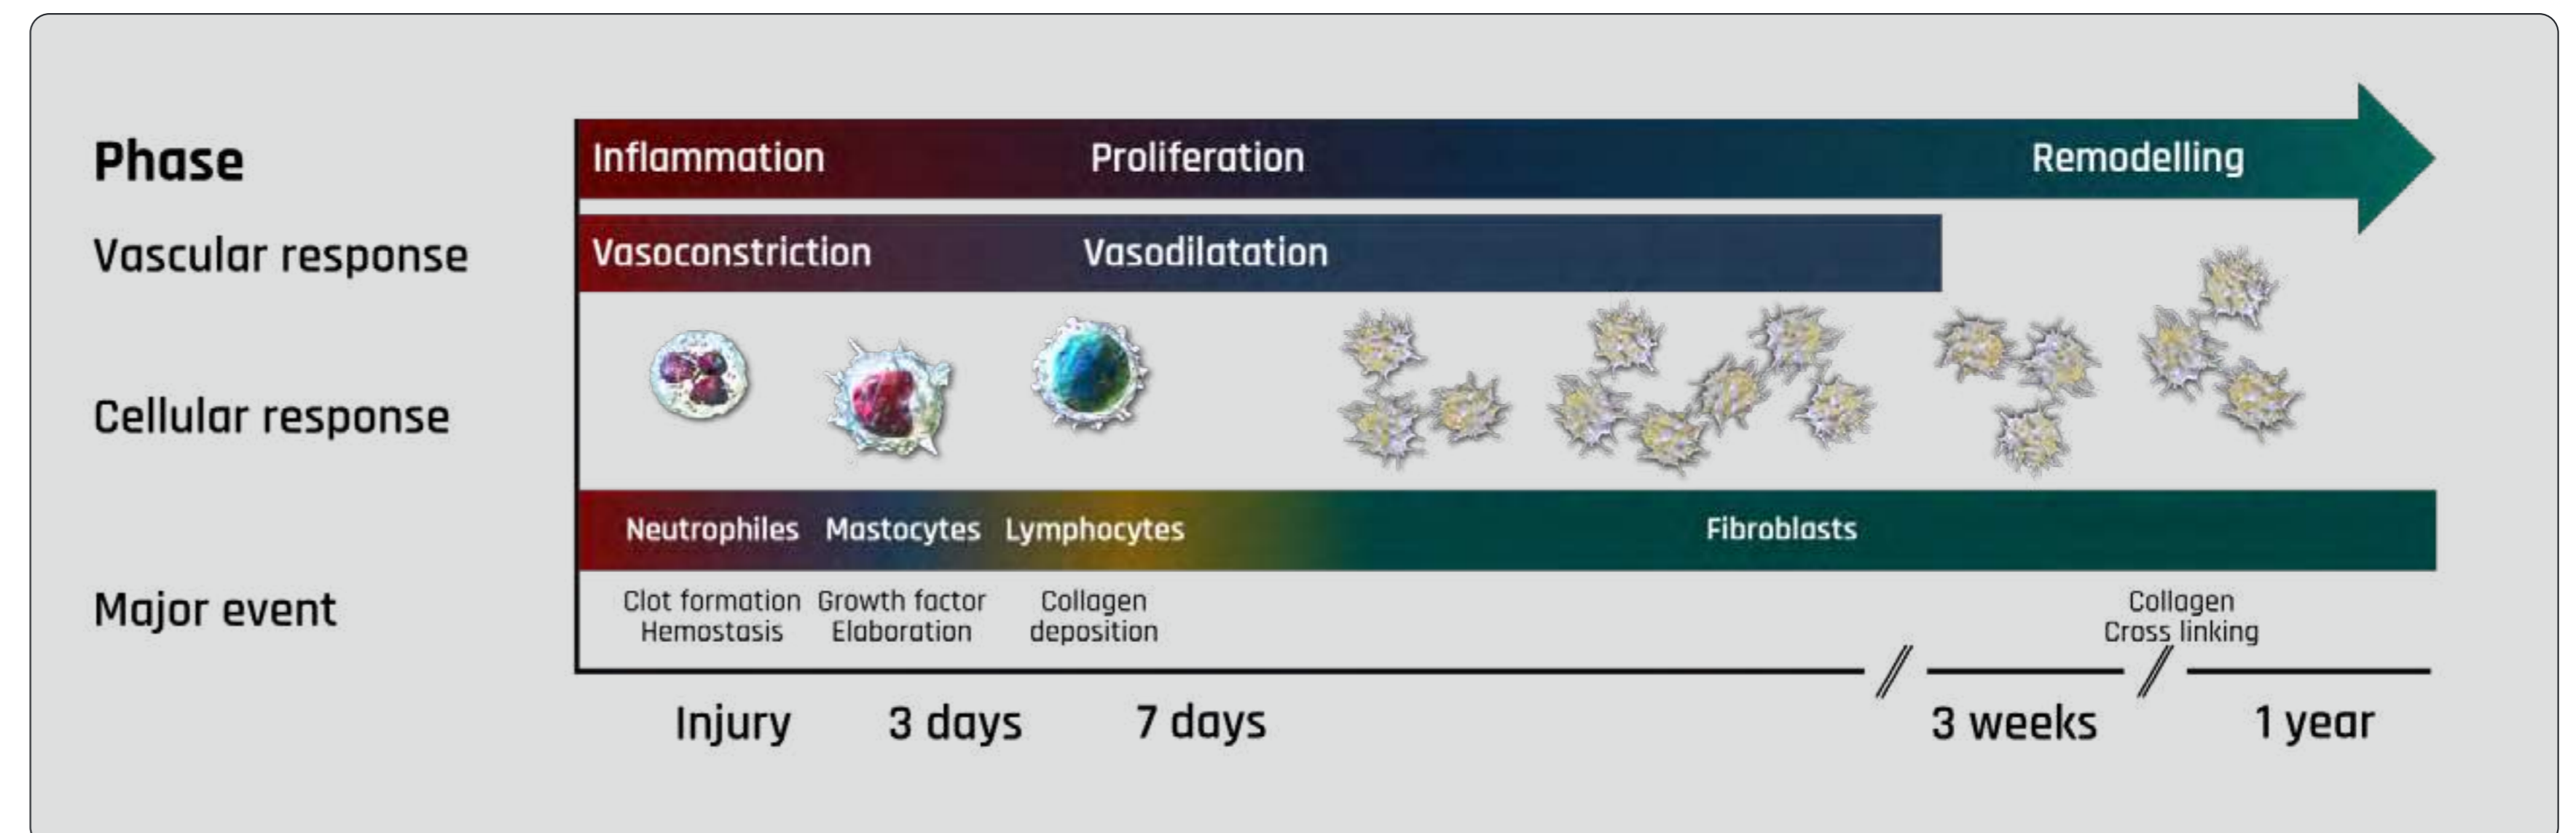 Phase
Inflammation
Proliferation
Remodelling
Vascular response
Vasoconstriction
Vasodilatation
Cellular response
Neutrophiles
Mastocytes
Lymphocytes
Fibroblasts
Major event
Clot formation
Hemostasis
Growth factor
Elaboration
Collagen
deposition
Collagen
Cross linking
Injury
3 days
7 days
3 weeks
1 year